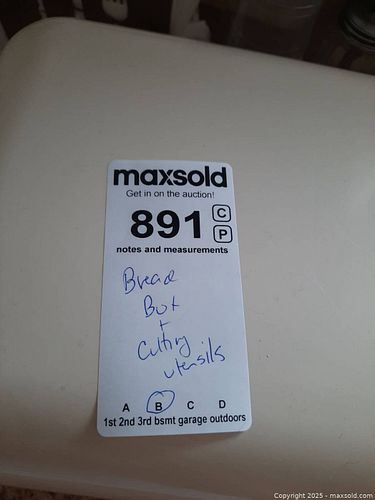 maxsold
Get in on the auction!
891 C
P
notes and measurements
Bread
Box
+
Cutting
utensils
A B C D
1st 2nd 3rd bsmt garage outdoors
Copyright © 2025 - maxsold.com